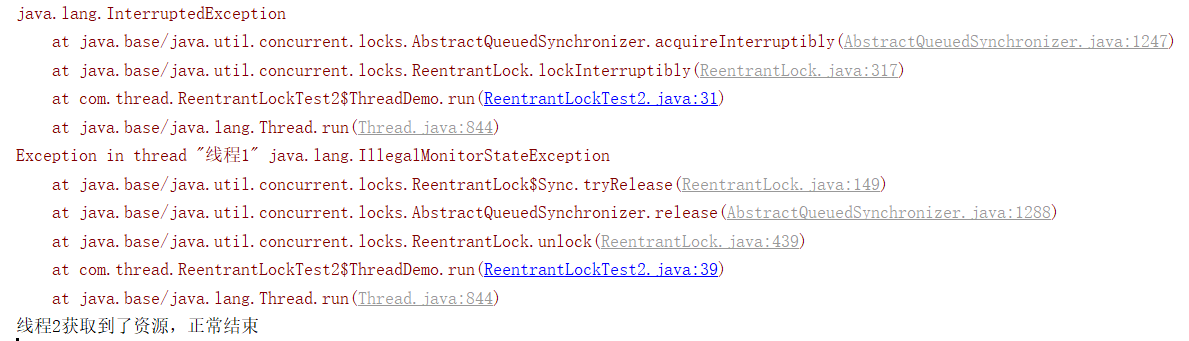 java.lang.InterruptedException
at java.base/java.util.concurrent.locks.AbstractQueuedSynchronizer.acquireInterruptibly(AbstractQueuedSynchronizer.java:1247)
at java.base/java.util.concurrent.locks.ReentrantLock.lockInterruptibly(ReentrantLock.java:317)
at com.thread.ReentrantLockTest2$ThreadDemo.run(ReentrantLockTest2.java:31)
at java.base/java.lang.Thread.run(Thread.java:844)
Exception in thread "线程1" java.lang.IllegalMonitorStateException
at java.base/java.util.concurrent.locks.ReentrantLock$Sync.tryRelease(ReentrantLock.java:149)
at java.base/java.util.concurrent.locks.AbstractQueuedSynchronizer.release(AbstractQueuedSynchronizer.java:1288)
at java.base/java.util.concurrent.locks.ReentrantLock.unlock(ReentrantLock.java:439)
at com.thread.ReentrantLockTest2$ThreadDemo.run(ReentrantLockTest2.java:39)
at java.base/java.lang.Thread.run(Thread.java:844)
线程2获取到了资源，正常结束